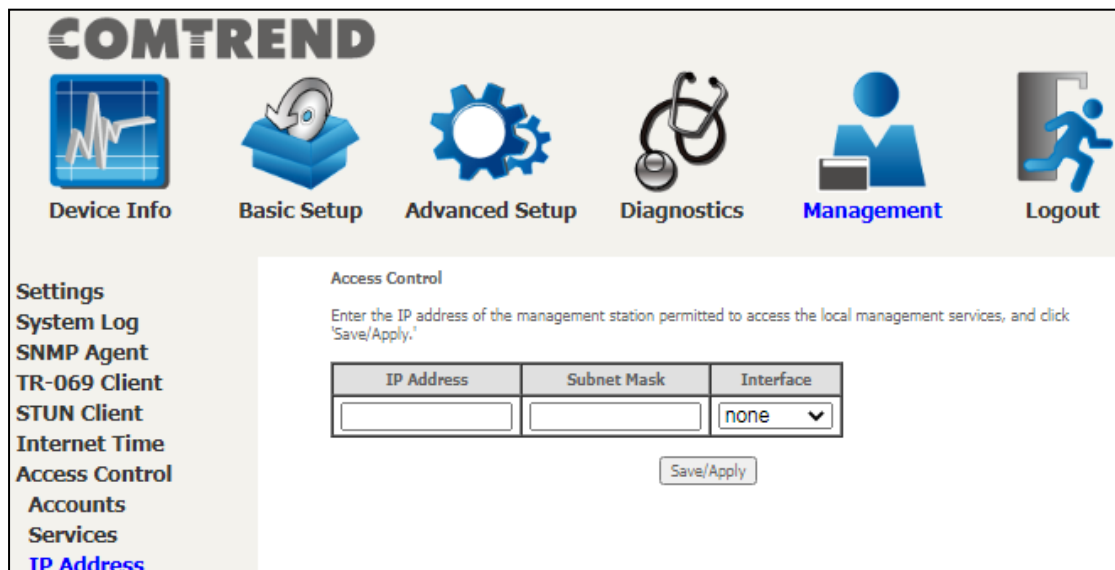 COMTREND
Device Info
Basic Setup
Advanced Setup
Diagnostics
Management
Logout
Settings
System Log
SNMP Agent
TR-069 Client
STUN Client
Internet Time
Access Control
Accounts
Services
IP Address
Access Control
Enter the IP address of the management station permitted to access the local management services, and click
'Save/Apply.'
IP Address Subnet Mask Interface
none
Save/Apply